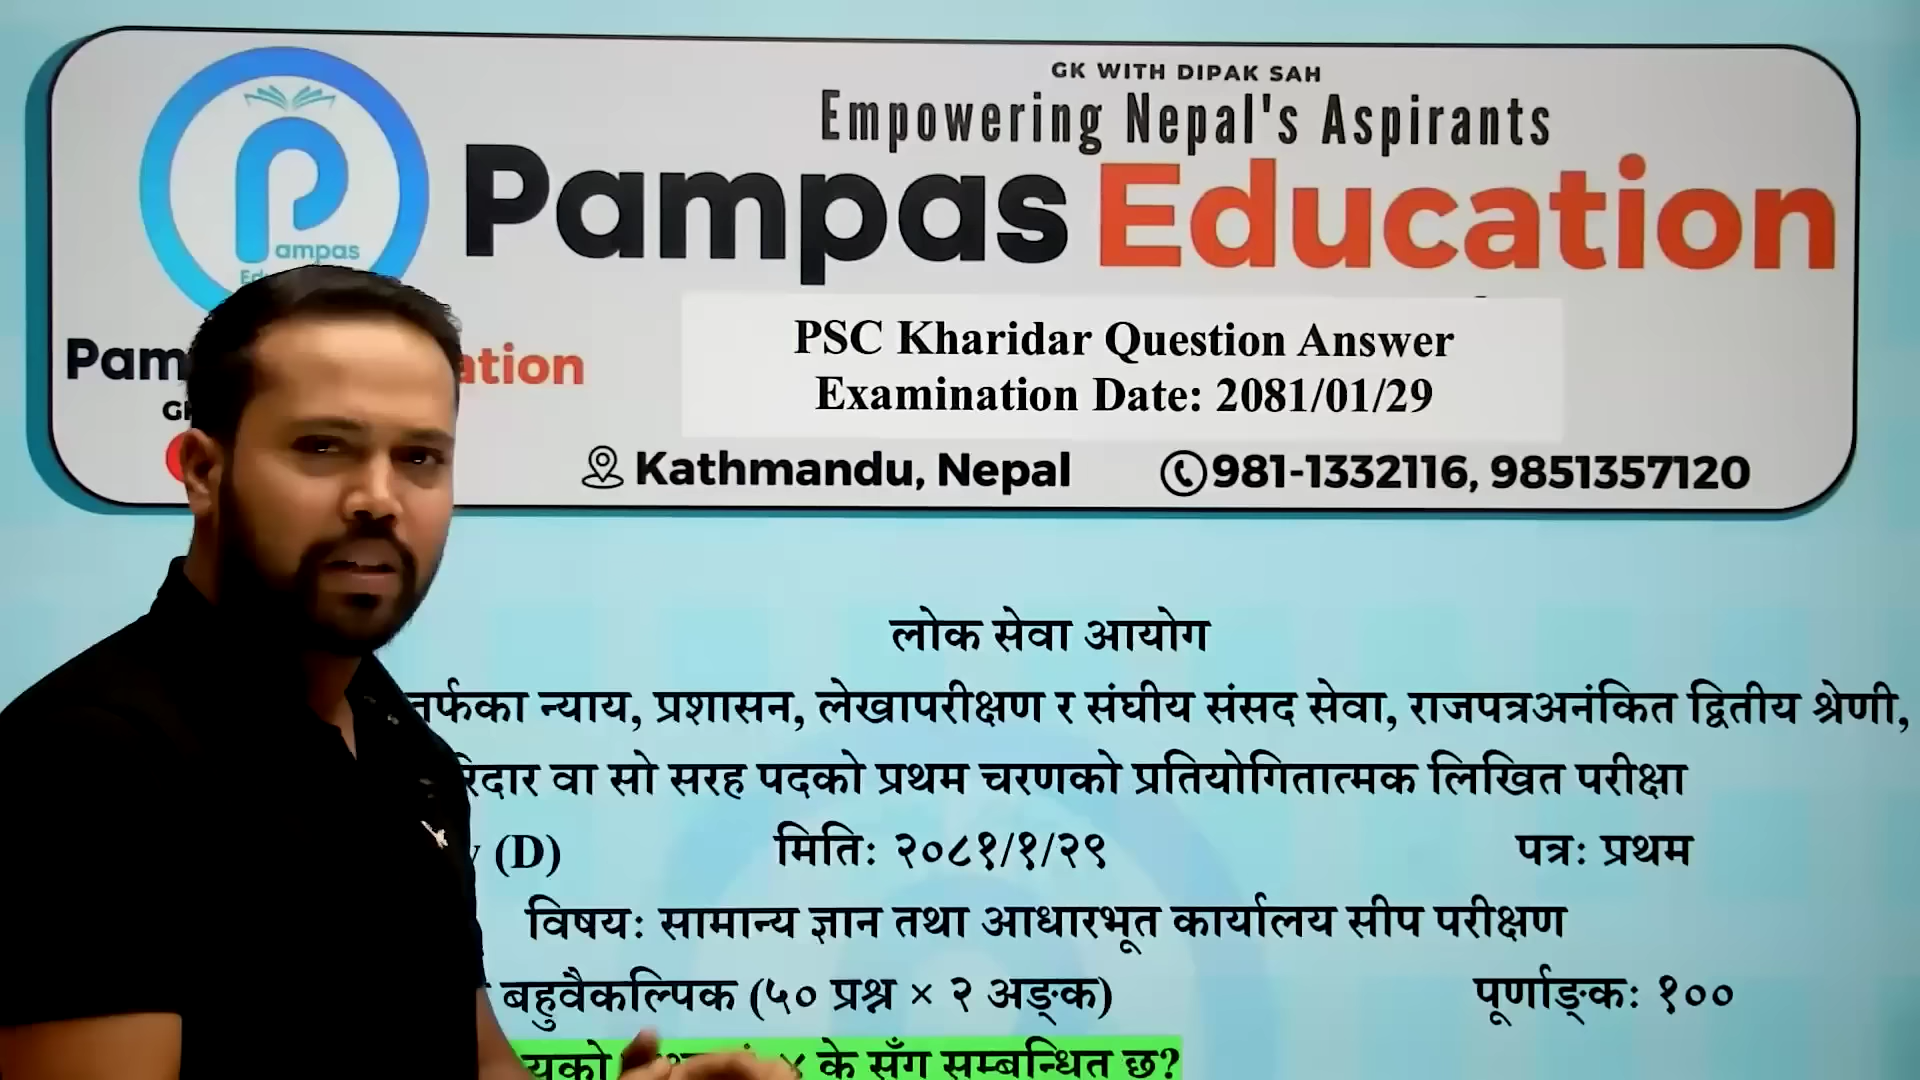 GK WITH DIPAK SAH
Empowering Nepal's Aspirants
Pampas Education
ampas
PSC Kharidar Question Answer
Examination Date: 2081/01/29
Kathmandu, Nepal 981-1332116, 9851357120
लोक सेवा आयोग
न्याय, प्रशासन, लेखापरीक्षण र संघीय संसद सेवा, राजपत्रअनंकित द्वितीय श्रेणी,
वा सो सरह पदको प्रथम चरणको प्रतियोगितात्मक लिखित परीक्षा
(D) मितिः २०८१/१/२९ पत्रः प्रथम
विषयः सामान्य ज्ञान तथा आधारभूत कार्यालय सीप परीक्षण
बहुवैकल्पिक (५० प्रश्न × २ अङ्क) पूर्णाङ्कः १००
के सँग सम्बन्धित छ?